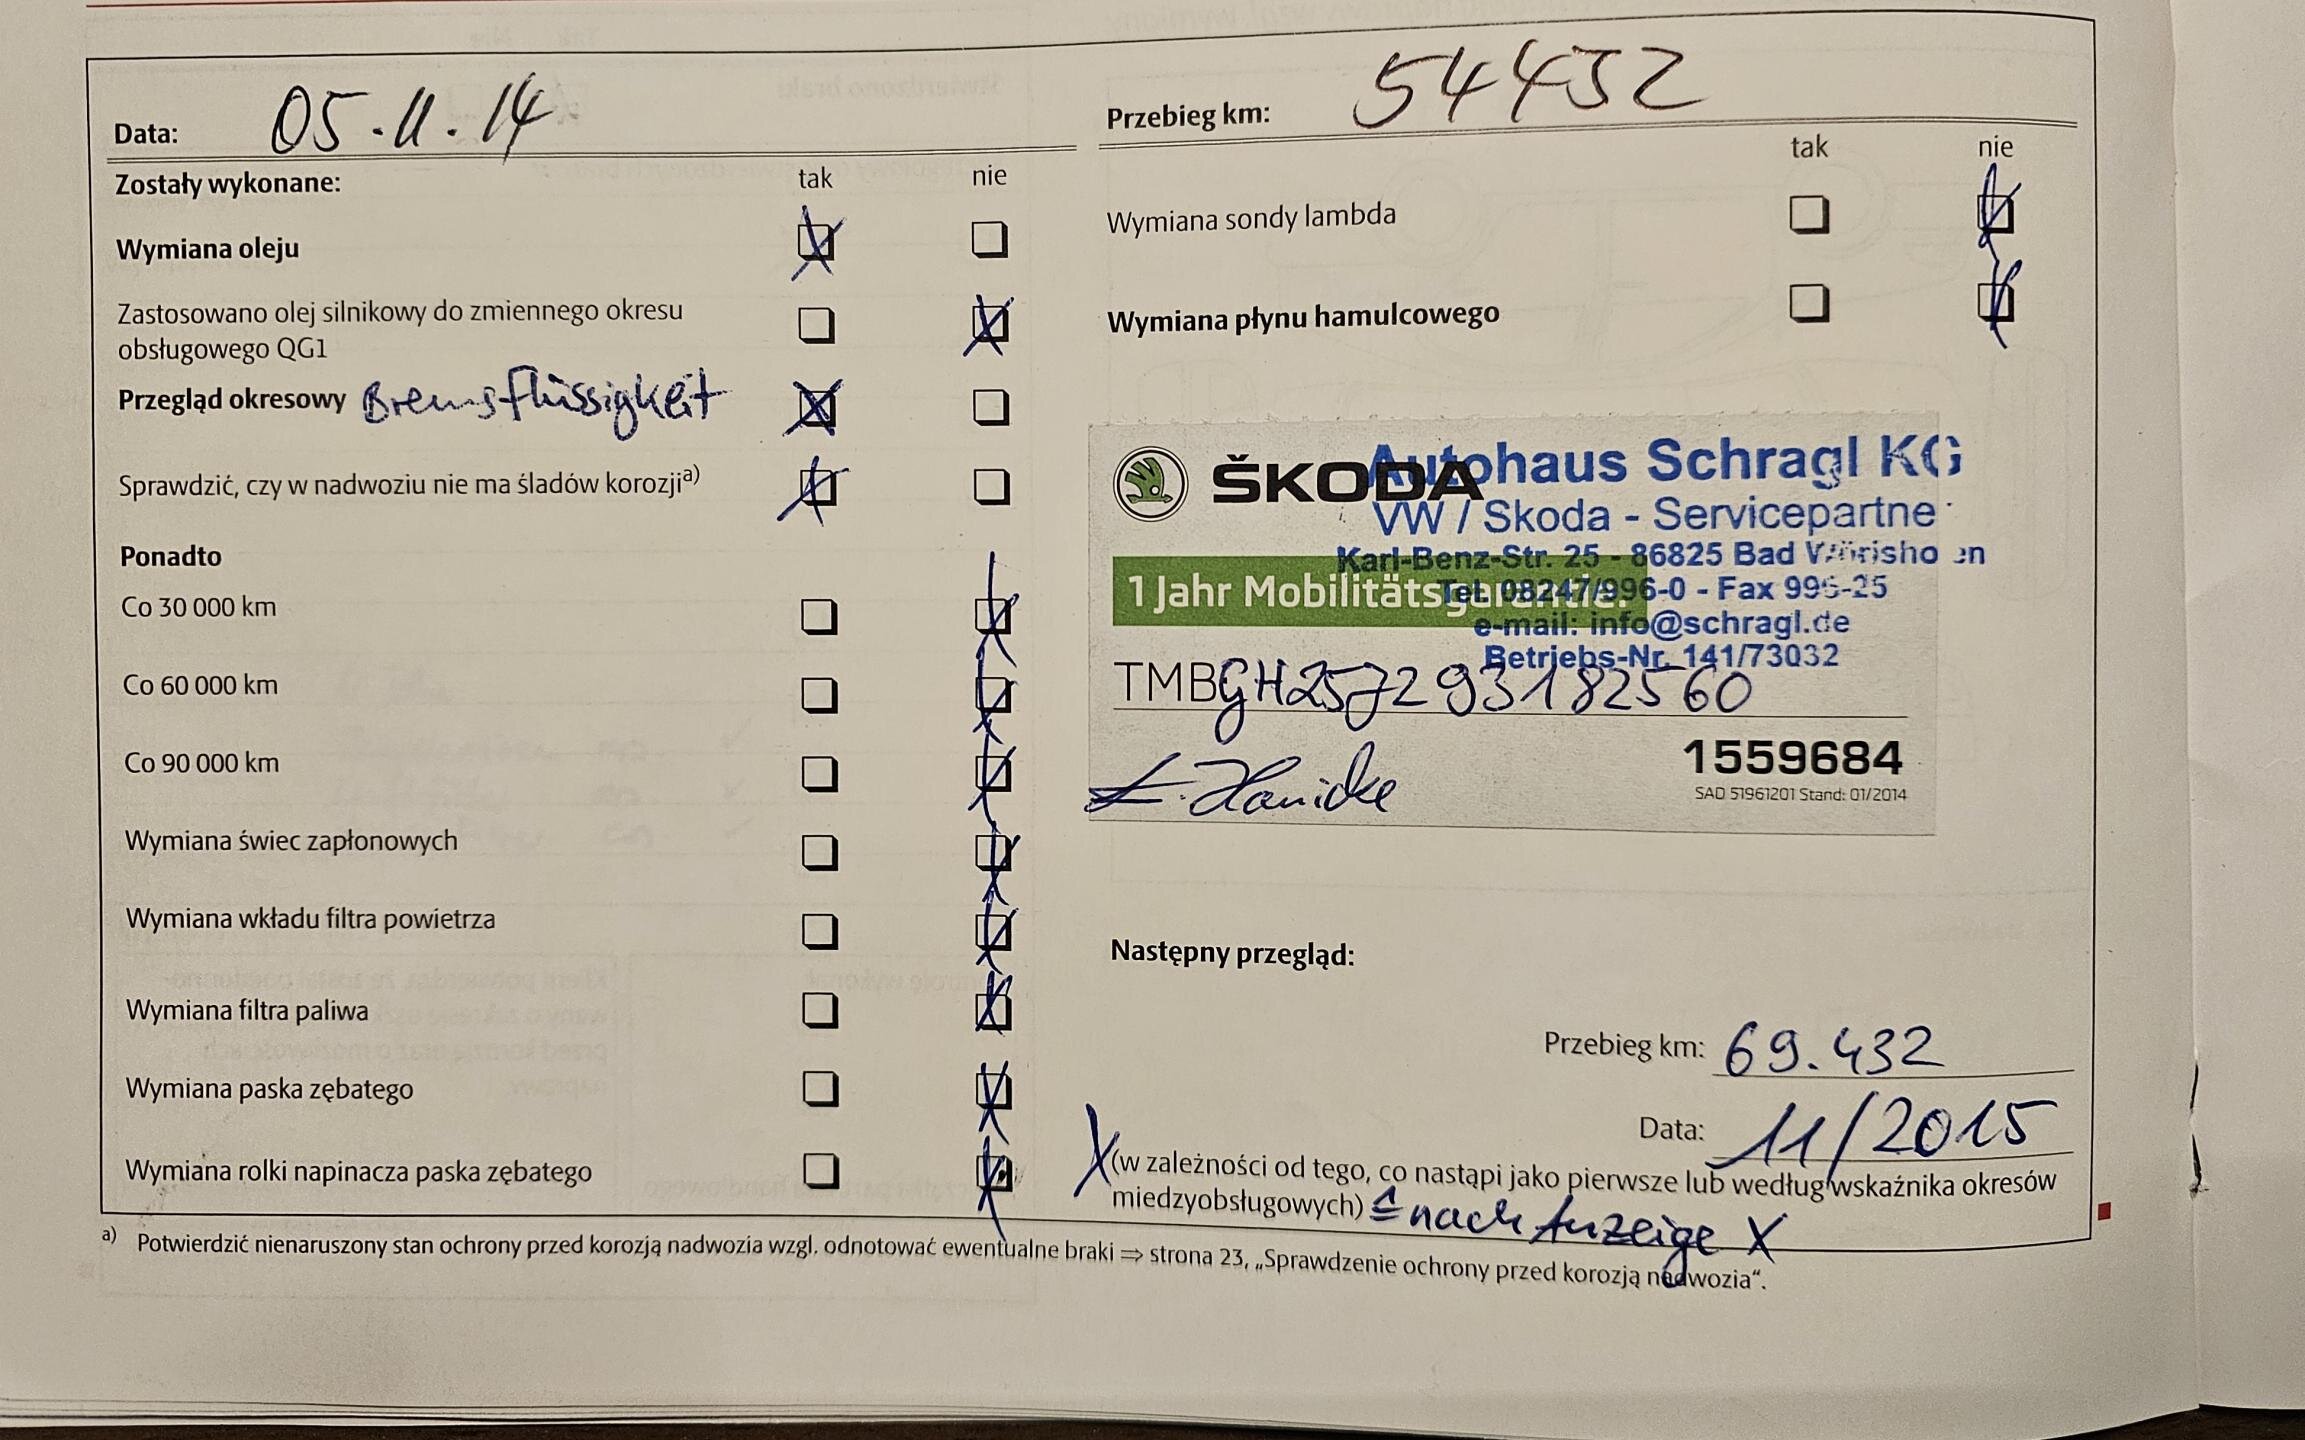 Data: 05.11.14
Zostały wykonane: tak nie
Wymiana oleju
Zastosowano olej silnikowy do zmiennego okresu
obsługowego QG1
Przegląd okresowy Bremsflüssigkeit
Sprawdzić, czy w nadwoziu nie ma śladów korozji a)
Ponadto
Co 30 000 km
Co 60 000 km
Co 90 000 km
Wymiana świec zapłonowych
Wymiana wkładu filtra powietrza
Wymiana filtra paliwa
Wymiana paska zębatego
Wymiana rolki napinacza paska zębatego
Przebieg km: 54432
tak nie
Wymiana sondy lambda
Wymiana płynu hamulcowego
ŠKODA
Autohaus Schragl KG
VW / Skoda - Servicepartne
Karl-Benz-Str. 25 - 86825 Bad Wörishofen
1 Jahr Mobilitätsgarantie.
Tel. 08247/996-0 - Fax 996-25
e-mail: info@schragl.de
Betriebs-Nr. 141/73032
TMBGH25J293182560
1559684
SAD 51961201 Stand: 01/2014
Następny przegląd:
Przebieg km: 69.432
Data: 11/2015
X (w zależności od tego, co nastąpi jako pierwsze lub według wskaźnika okresów
miedzyobsługowych) ≙ nach Anzeige X
a) Potwierdzić nienaruszony stan ochrony przed korozją nadwozia wzgl. odnotować ewentualne braki ⇒ strona 23, „Sprawdzenie ochrony przed korozją nadwozia“.